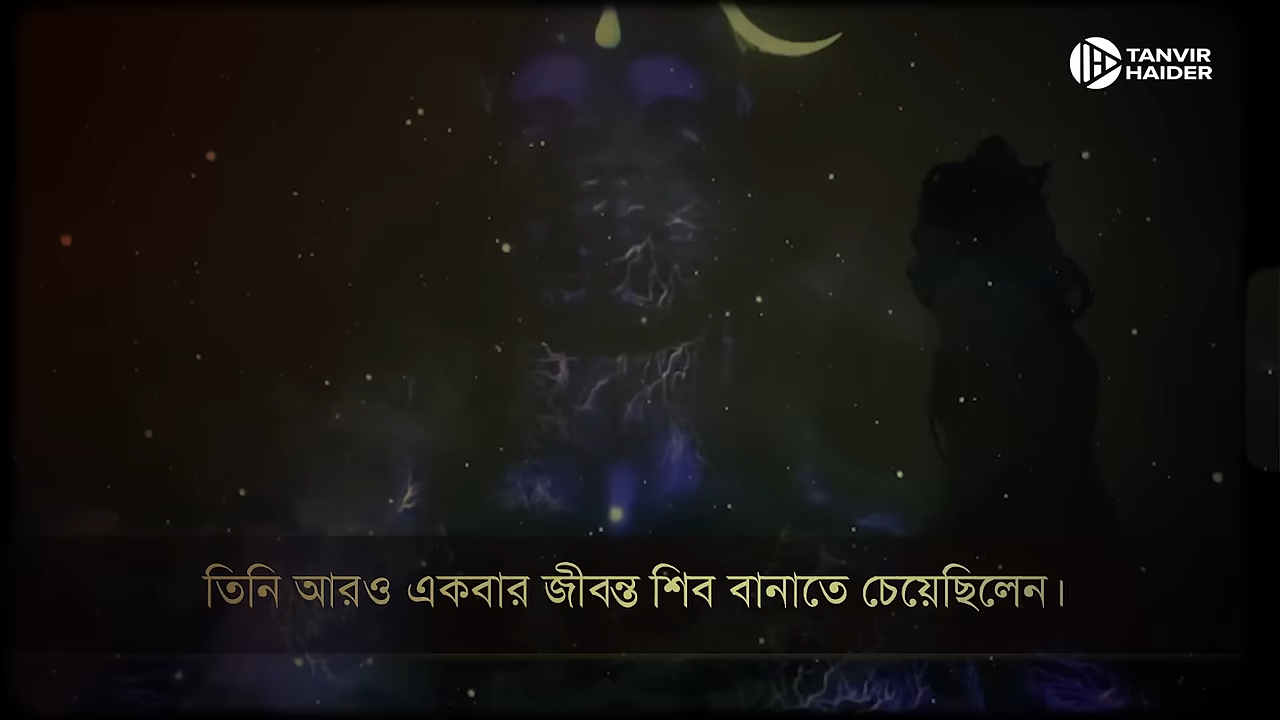 TANVIR
HAIDER
তিনি আরও একবার জীবন্ত শিব বানাতে চেয়েছিলেন।